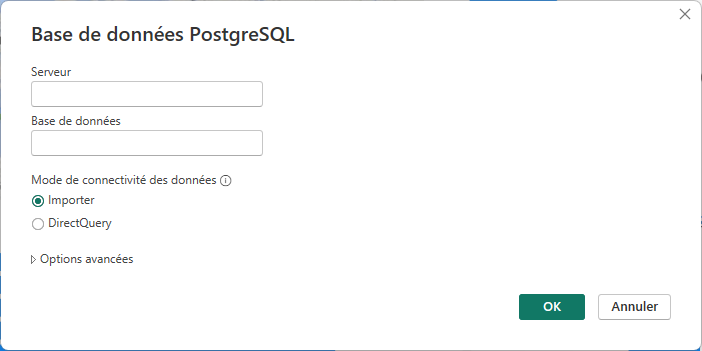 Base de données PostgreSQL
Serveur
Base de données
Mode de connectivité des données
Importer
DirectQuery
Options avancées
OK Annuler